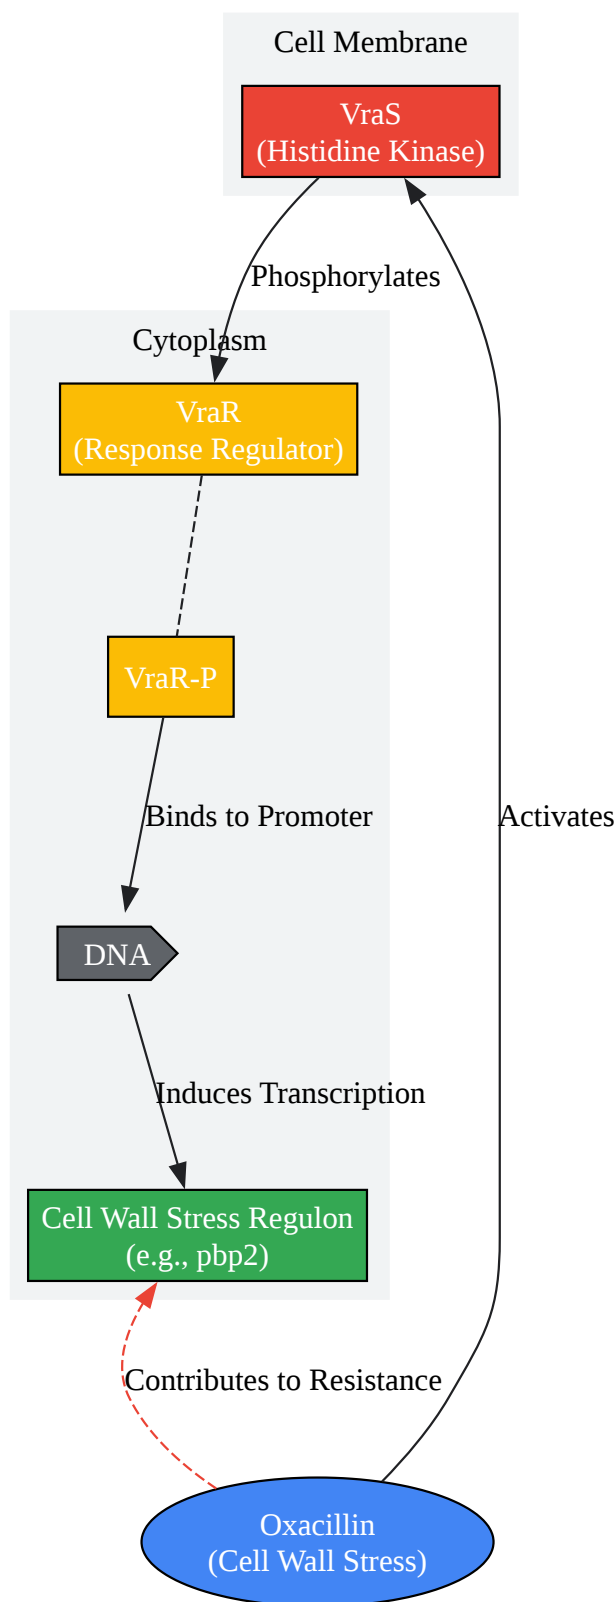 Cell Membrane
VraS
(Histidine Kinase)
Phosphorylates
Cytoplasm
VraR
(Response Regulator)
VraR-P
Binds to Promoter
Activates
DNA
Induces Transcription
Cell Wall Stress Regulon
(e.g., pbp2)
Contributes to Resistance
Oxacillin
(Cell Wall Stress)